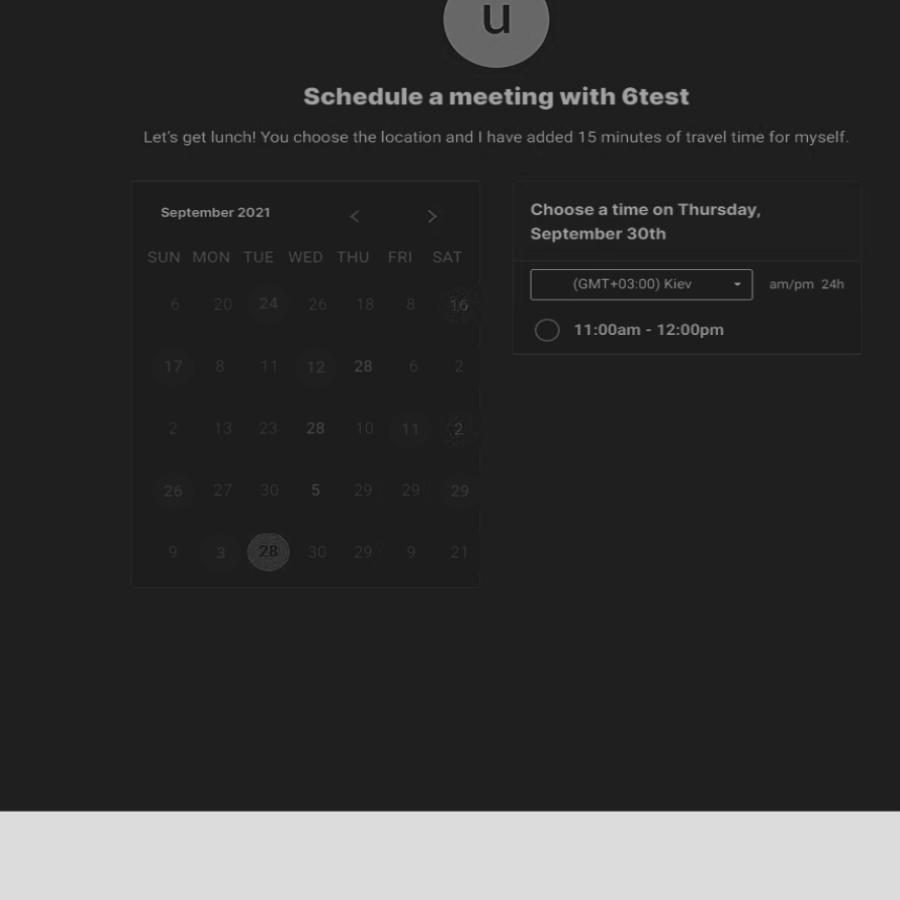 u
Schedule a meeting with 6test
Let's get lunch! You choose the location and I have added 15 minutes of travel time for myself.
September 2021 < >
SUN MON TUE WED THU FRI SAT
6 20 24 26 18 8 16
17 8 11 12 28 6 2
2 13 23 28 10 11 2
26 27 30 5 29 29 29
9 3 28 30 29 9 21
Choose a time on Thursday,
September 30th
(GMT+03:00) Kiev am/pm 24h
11:00am - 12:00pm